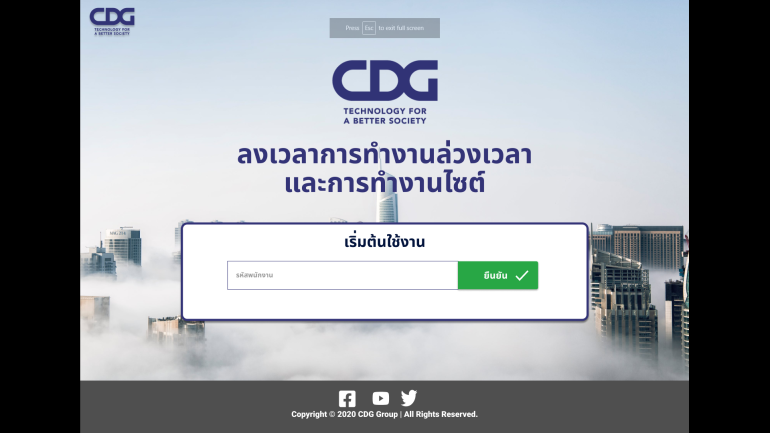 CDG
TECHNOLOGY FOR
A BETTER SOCIETY
Press Esc to exit full screen
CDG
TECHNOLOGY FOR
A BETTER SOCIETY
ลงเวลาการทำงานล่วงเวลา
และการทำงานไซต์
เริ่มต้นใช้งาน
รหัสพนักงาน
ยืนยัน
Copyright © 2020 CDG Group | All Rights Reserved.